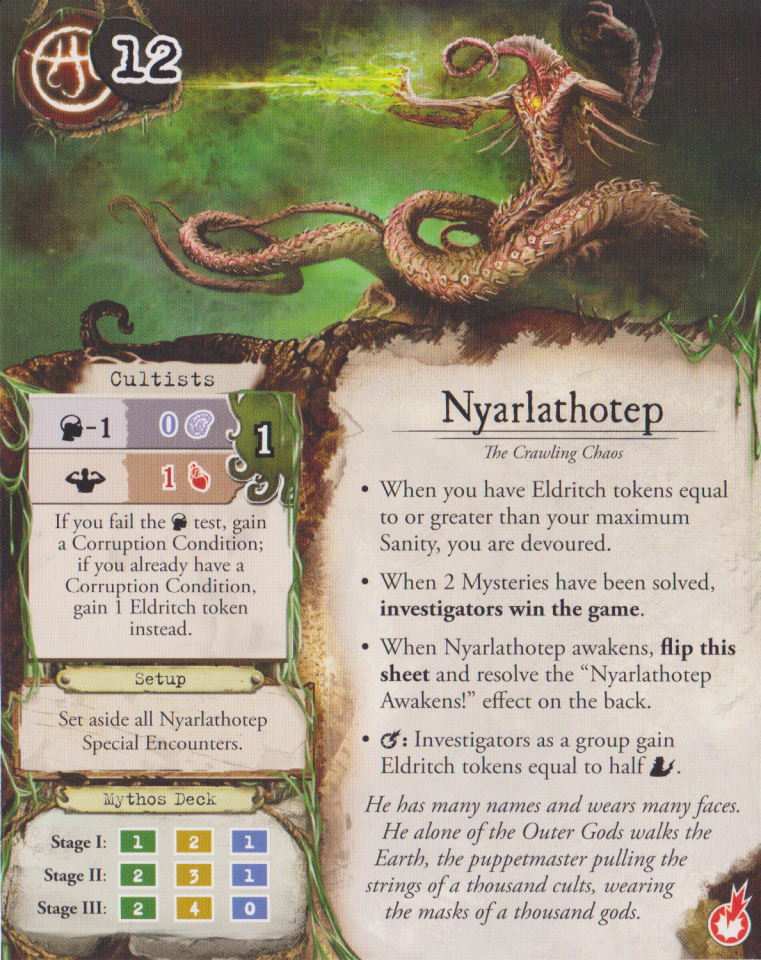 12
Cultists
-1
0
1
1
If you fail the test, gain
a Corruption Condition;
if you already have a
Corruption Condition,
gain 1 Eldritch token
instead.
Setup
Set aside all Nyarlathotep
Special Encounters.
Mythos Deck
Stage I: 1 2 1
Stage II: 2 3 1
Stage III: 2 4 0
Nyarlathotep
The Crawling Chaos
• When you have Eldritch tokens equal
to or greater than your maximum
Sanity, you are devoured.
• When 2 Mysteries have been solved,
investigators win the game.
• When Nyarlathotep awakens, flip this
sheet and resolve the “Nyarlathotep
Awakens!” effect on the back.
• : Investigators as a group gain
Eldritch tokens equal to half .
He has many names and wears many faces.
He alone of the Outer Gods walks the
Earth, the puppetmaster pulling the
strings of a thousand cults, wearing
the masks of a thousand gods.